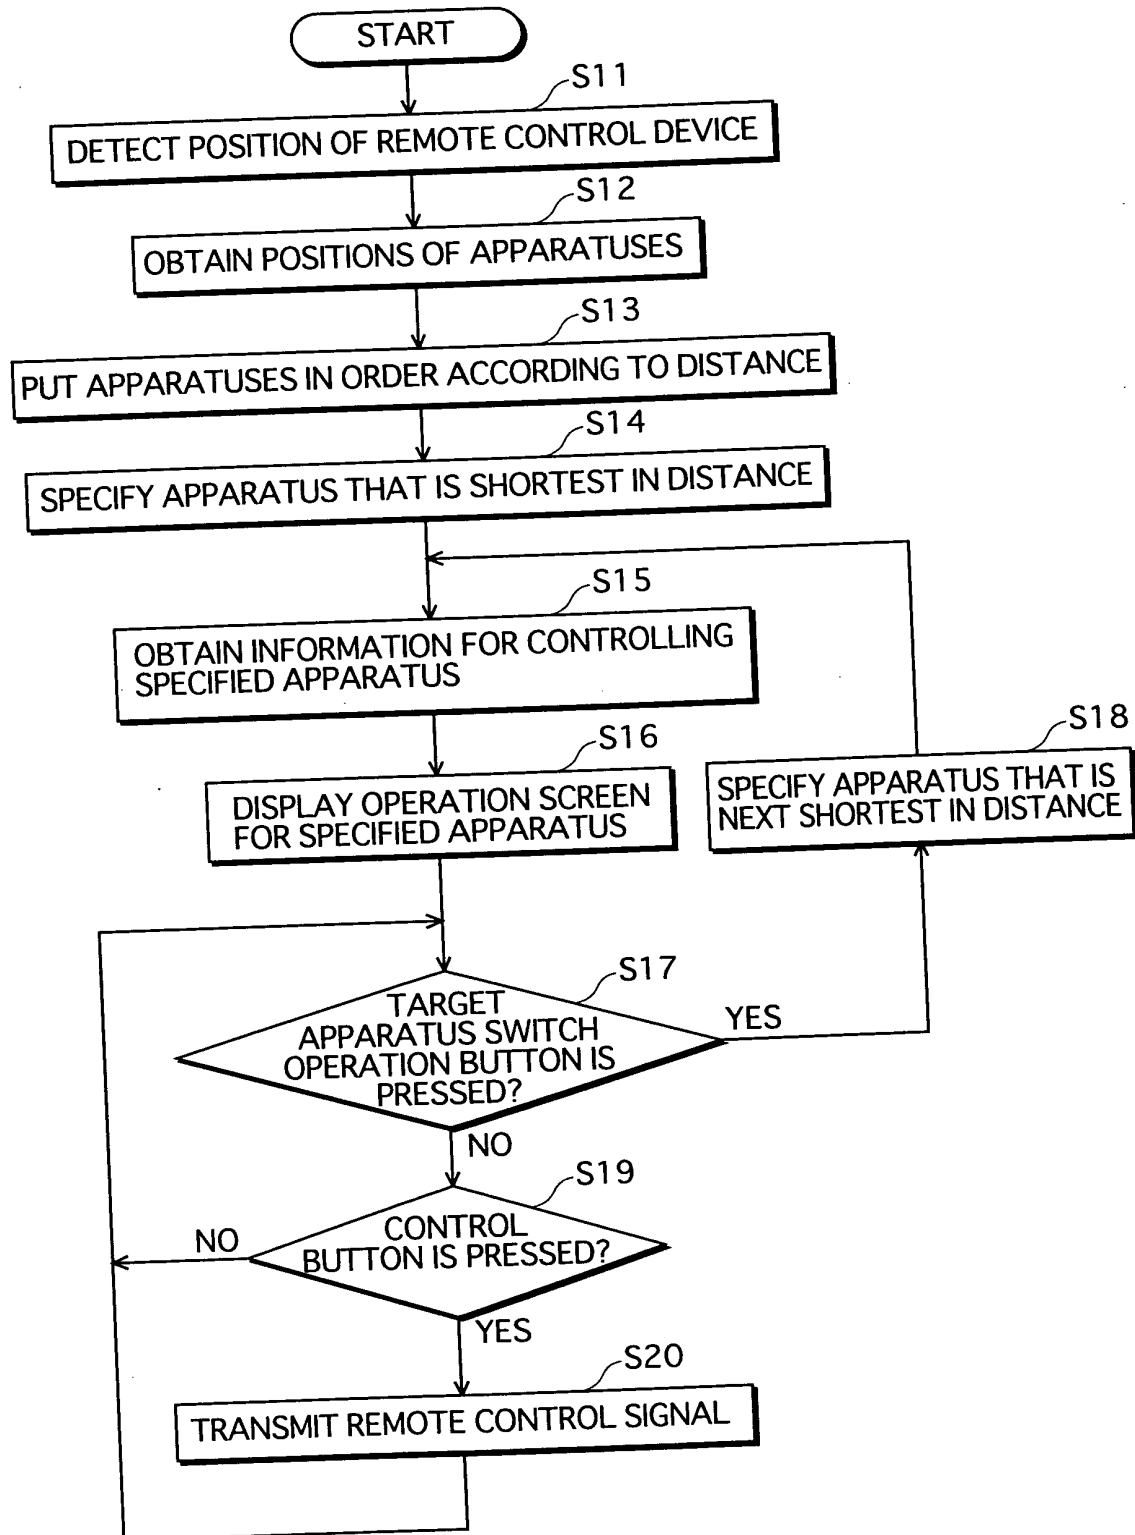 START
S11
DETECT POSITION OF REMOTE CONTROL DEVICE
S12
OBTAIN POSITIONS OF APPARATUSES
S13
PUT APPARATUSES IN ORDER ACCORDING TO DISTANCE
S14
SPECIFY APPARATUS THAT IS SHORTEST IN DISTANCE
S15
OBTAIN INFORMATION FOR CONTROLLING
SPECIFIED APPARATUS
S16
DISPLAY OPERATION SCREEN
FOR SPECIFIED APPARATUS
S18
SPECIFY APPARATUS THAT IS
NEXT SHORTEST IN DISTANCE
S17
TARGET
APPARATUS SWITCH
OPERATION BUTTON IS
PRESSED?
YES
NO
S19
CONTROL
BUTTON IS PRESSED?
NO
YES
S20
TRANSMIT REMOTE CONTROL SIGNAL